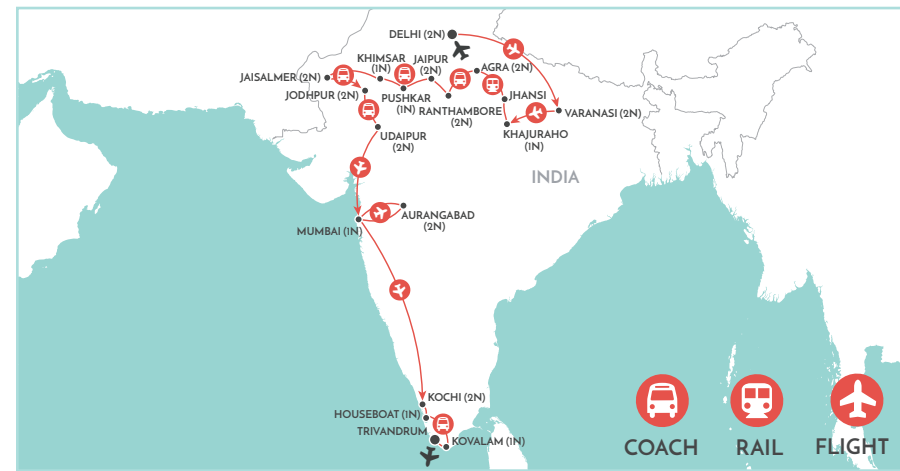 DELHI (2N)
KHIMSAR
(1N)
JAIPUR
(2N)
AGRA (2N)
JAISALMER (2N)
JODHPUR (2N)
PUSHKAR
(1N)
RANTHAMBORE
(2N)
JHANSI
VARANASI (2N)
KHAJURAHO
(1N)
UDAIPUR
(2N)
INDIA
AURANGABAD
(2N)
MUMBAI (1N)
KOCHI (2N)
HOUSEBOAT (1N)
TRIVANDRUM
KOVALAM (1N)
COACH
RAIL
FLIGHT